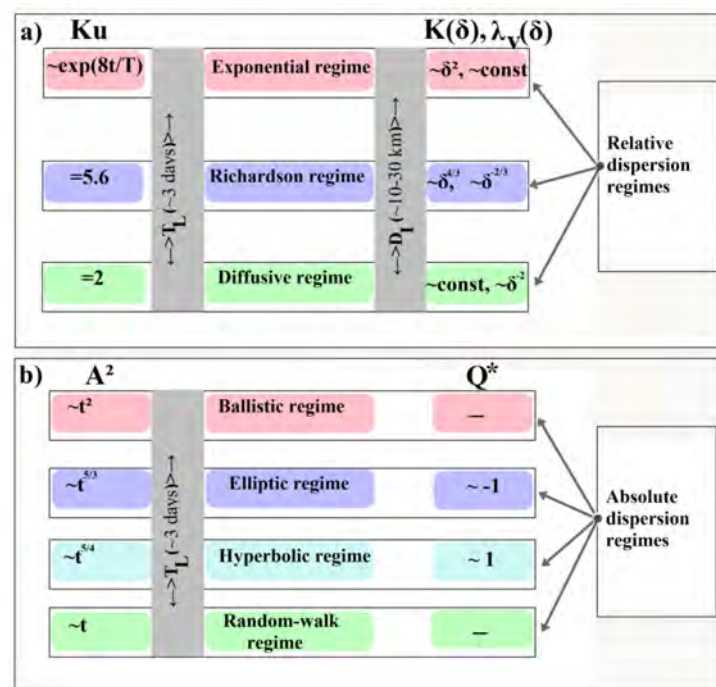 a) Ku K(δ), λᵥ(δ)
~exp(8t/T) Exponential regime ~δ², ~const
<-->T_L (~3 days)>-->
<-->D_I (~10-30 km)>-->
=5.6 Richardson regime ~δ^4/3, ~δ^-2/3
=2 Diffusive regime ~const, ~δ^-2
Relative
dispersion
regimes
b) A² Q*
~t² Ballistic regime —
<-->T_L (~3 days)>-->
~t^5/3 Elliptic regime ~ -1
~t^5/4 Hyperbolic regime ~ 1
~t Random-walk
regime —
Absolute
dispersion
regimes